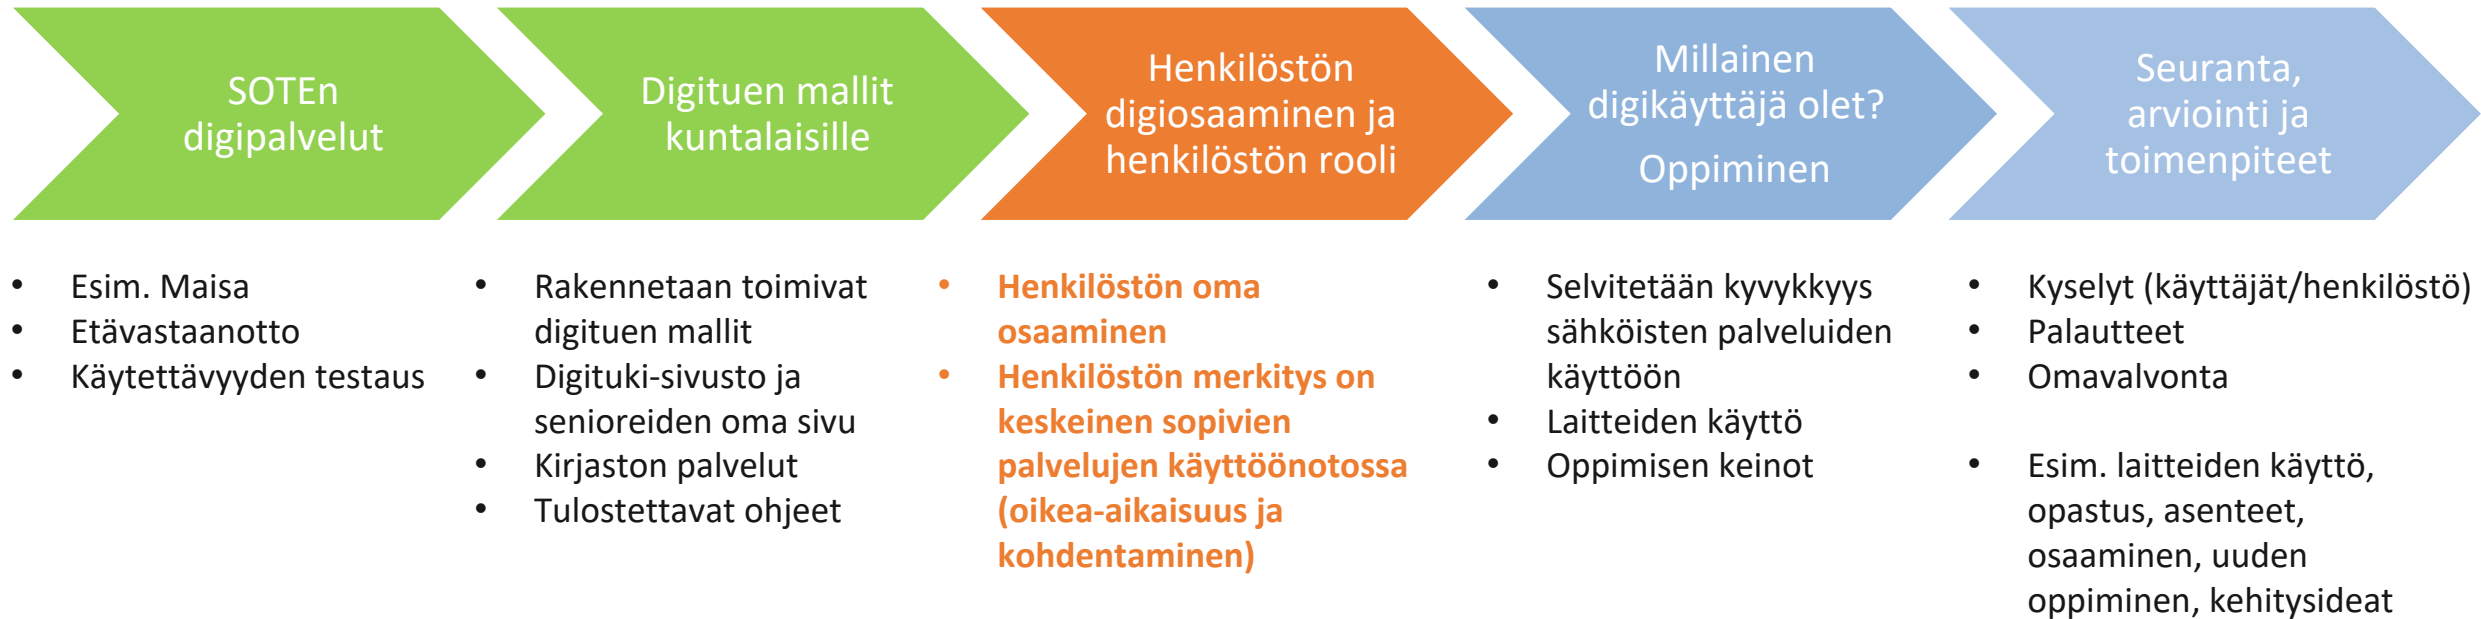 SOTEn
digipalvelut
Digituen mallit
kuntalaisille
Henkilöstön
digiosaaminen ja
henkilöstön rooli
Millainen
digikäyttäjä olet?
Oppiminen
Seuranta,
arviointi ja
toimenpiteet
• Esim. Maisa
• Etävastaanotto
• Käytettävyyden testaus
• Rakennetaan toimivat
digituen mallit
• Digituki-sivusto ja
senioreiden oma sivu
• Kirjaston palvelut
• Tulostettavat ohjeet
• Henkilöstön oma
osaaminen
• Henkilöstön merkitys on
keskeinen sopivien
palvelujen käyttöönotossa
(oikea-aikaisuus ja
kohdentaminen)
• Selvitetään kyvykkyys
sähköisten palveluiden
käyttöön
• Laitteiden käyttö
• Oppimisen keinot
• Kyselyt (käyttäjät/henkilöstö)
• Palautteet
• Omavalvonta
• Esim. laitteiden käyttö,
opastus, asenteet,
osaaminen, uuden
oppiminen, kehitysideat